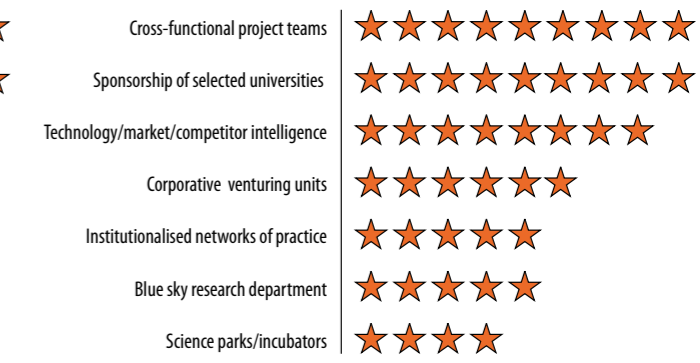 Cross-functional project teams
Sponsorship of selected universities
Technology/market/competitor intelligence
Corporative venturing units
Institutionalised networks of practice
Blue sky research department
Science parks/incubators